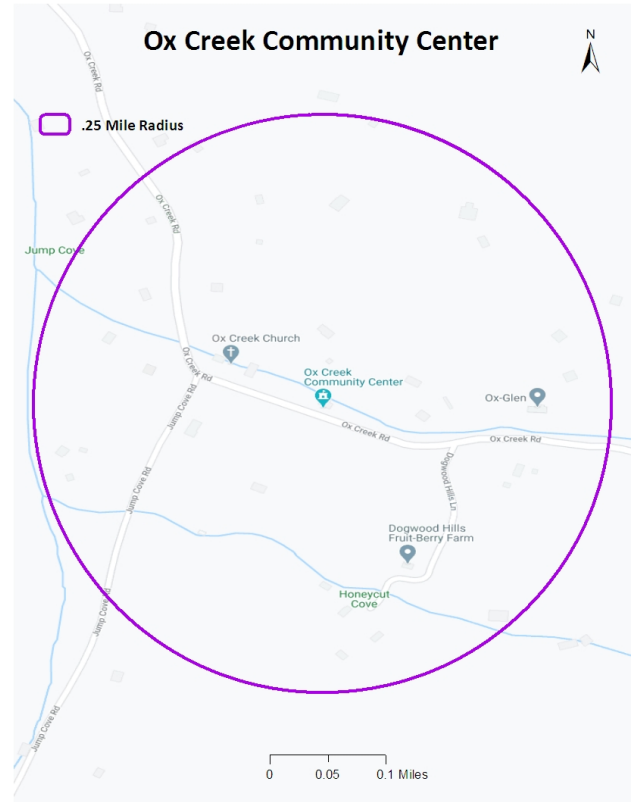 Ox Creek Community Center
N
.25 Mile Radius
Ox Creek Rd
Ox Creek Rd
Jump Cove
Ox Creek Church
Ox Creek Rd
Ox Creek
Community Center
Jump Cove Rd
Ox-Glen
Ox Creek Rd
Ox Creek Rd
Dogwood Hills Ln
Jump Cove Rd
Dogwood Hills
Fruit-Berry Farm
Honeycut
Cove
Jump Cove Rd
Jump Cove Rd
0 0.05 0.1 Miles